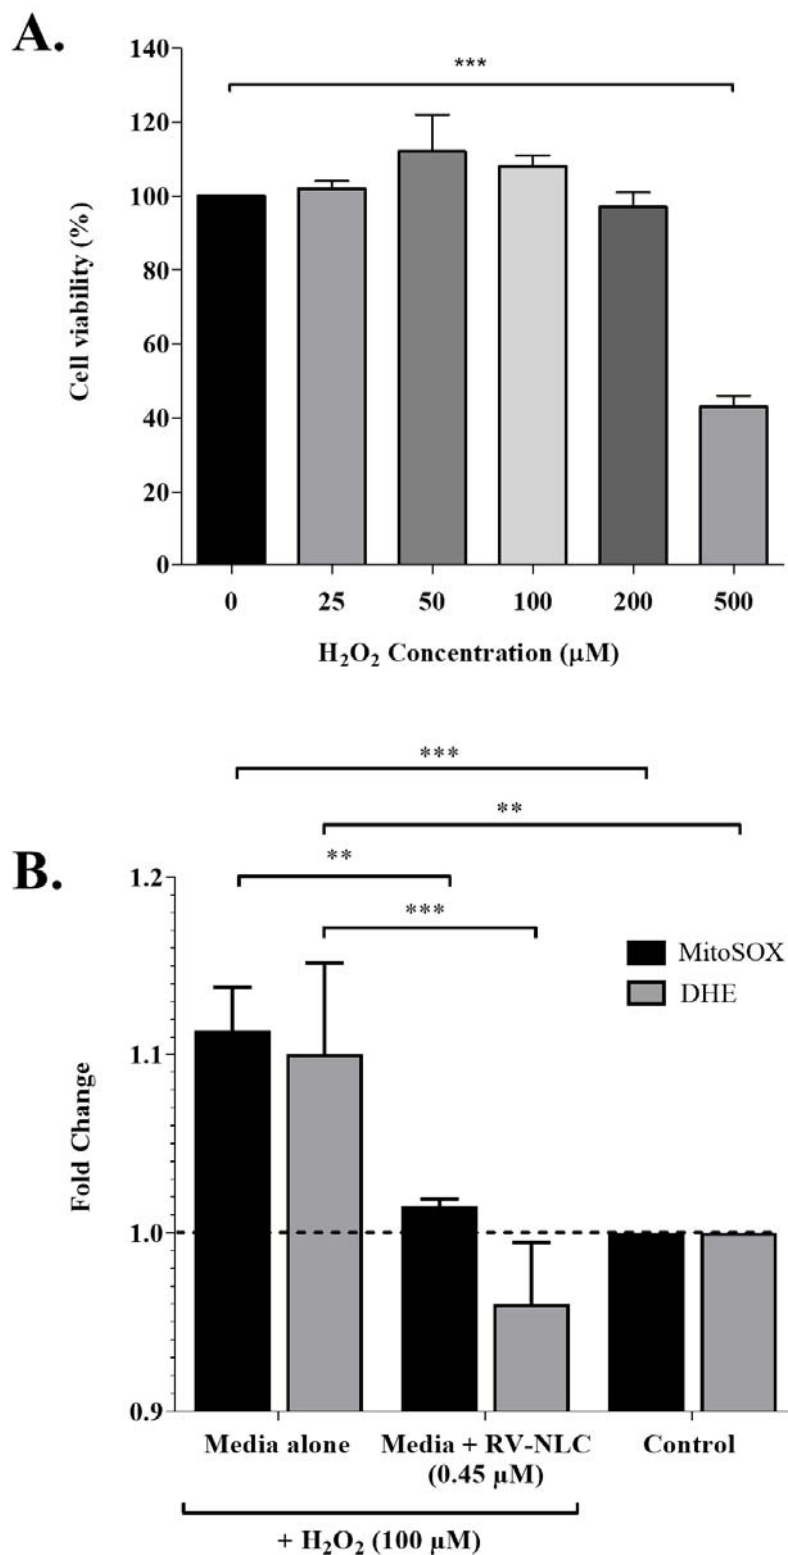 A.
140
***
120
100
80
60
40
20
0
Cell viability (%)
0 25 50 100 200 500
H₂O₂ Concentration (µM)
***
**
B.
1.2
**
***
MitoSOX
DHE
1.1
Fold Change
1.0
0.9
Media alone Media + RV-NLC Control
(0.45 µM)
+ H₂O₂ (100 µM)